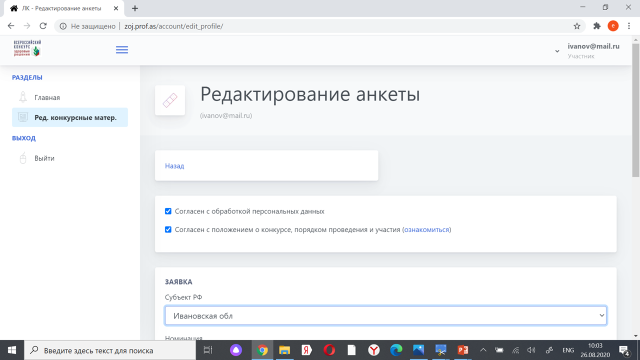 ЛК - Редактирование анкеты
Не защищено
zoj.prof.as/account/edit_profile/
ВСЕРОССИЙСКИЙ
КОНКУРС
ivanov@mail.ru
Участник
РАЗДЕЛЫ
Главная
Ред. конкурсные матер.
ВЫХОД
Выйти
Редактирование анкеты
(ivanov@mail.ru)
Назад
Согласен с обработкой персональных данных
Согласен с положением о конкурсе, порядком проведения и участия (ознакомиться)
ЗАЯВКА
Субъект РФ
Ивановская обл
Номинация
Введите здесь текст для поиска
ENG
10:03
26.08.2020